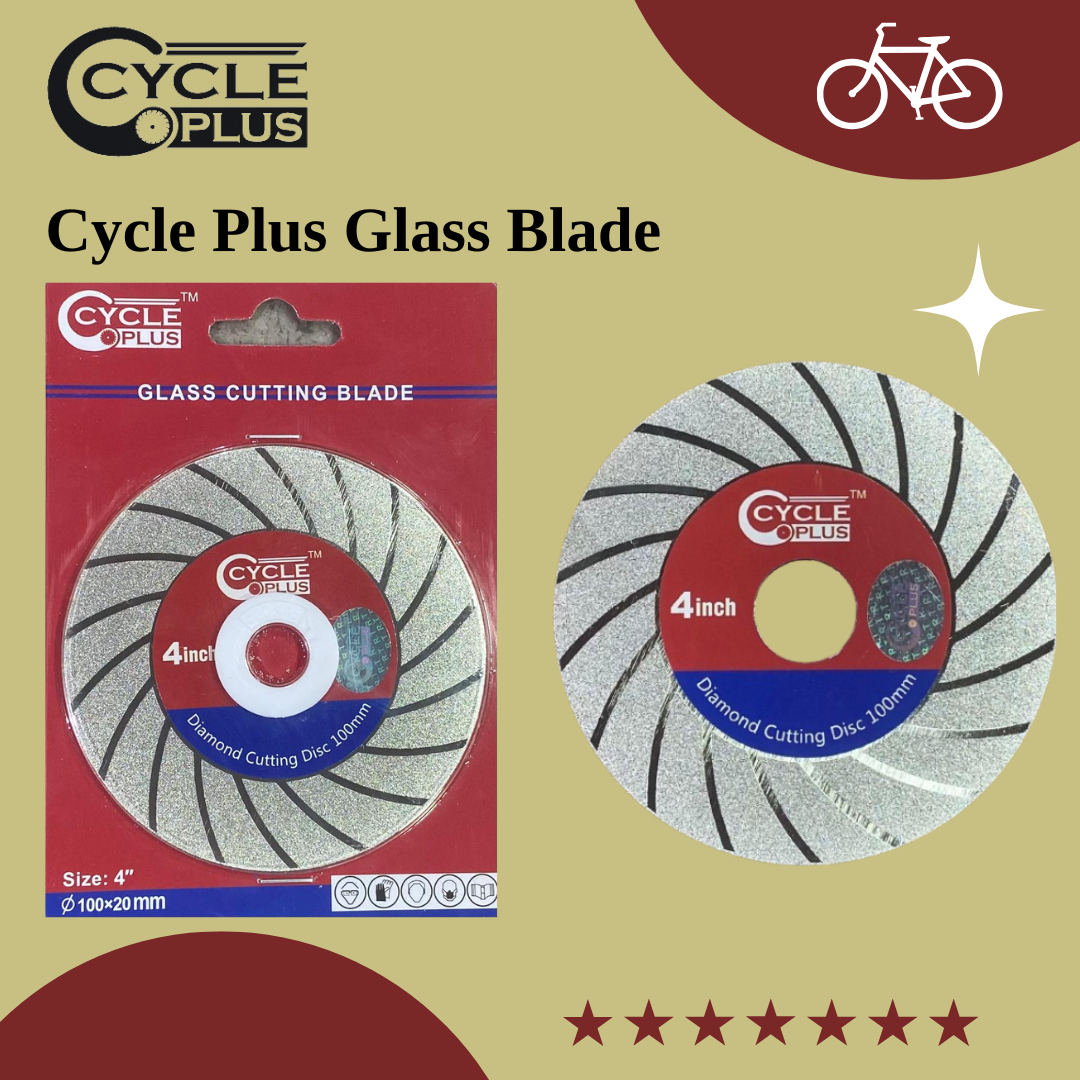 CYCLE
PLUS
Cycle Plus Glass Blade
CYCLE TM
PLUS
GLASS CUTTING BLADE
CYCLE TM
PLUS
4inch
Diamond Cutting Disc 100mm
Size: 4"
Ø100×20mm
CYCLE TM
PLUS
4inch
Diamond Cutting Disc 100mm